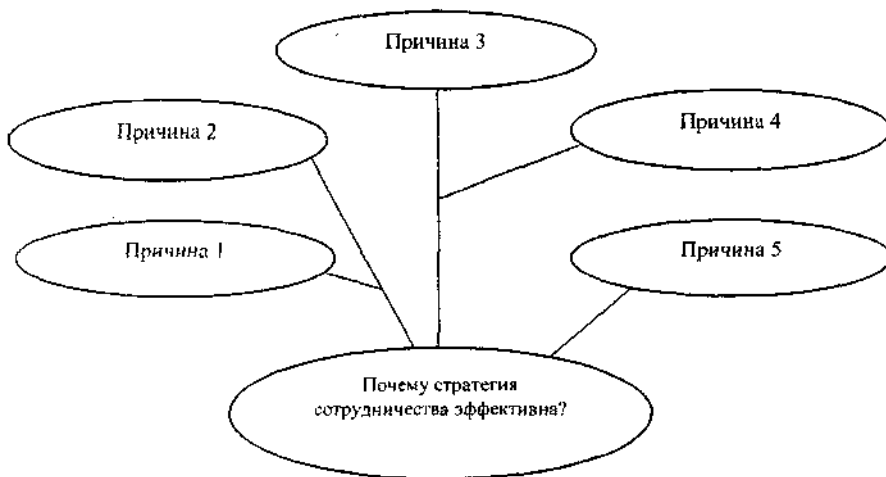 Причина 3
Причина 2
Причина 4
Причина 1
Причина 5
Почему стратегия
сотрудничества эффективна?